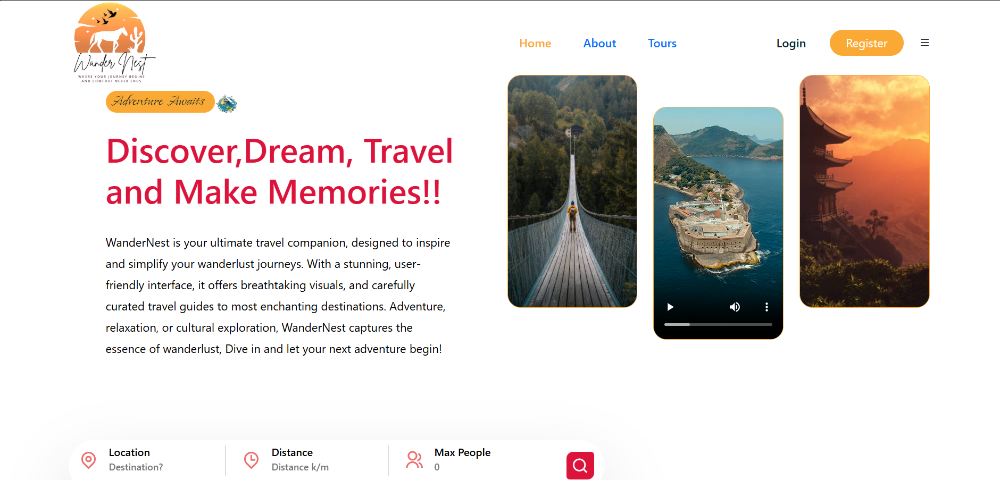 Wander Nest
WHERE YOUR JOURNEY BEGINS
AND COMFORT NEVER ENDS
Home About Tours Login Register
Adventure Awaits
Discover,Dream, Travel
and Make Memories!!
WanderNest is your ultimate travel companion, designed to inspire
and simplify your wanderlust journeys. With a stunning, user-
friendly interface, it offers breathtaking visuals, and carefully
curated travel guides to most enchanting destinations. Adventure,
relaxation, or cultural exploration, WanderNest captures the
essence of wanderlust, Dive in and let your next adventure begin!
Location
Destination?
Distance
Distance k/m
Max People
0